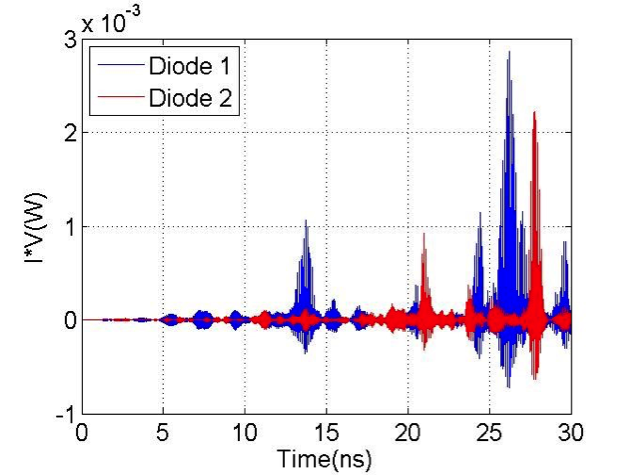 x 10⁻³
3
Diode 1
Diode 2
2
1
0
-1
I*V(W)
0 5 10 15 20 25 30
Time(ns)